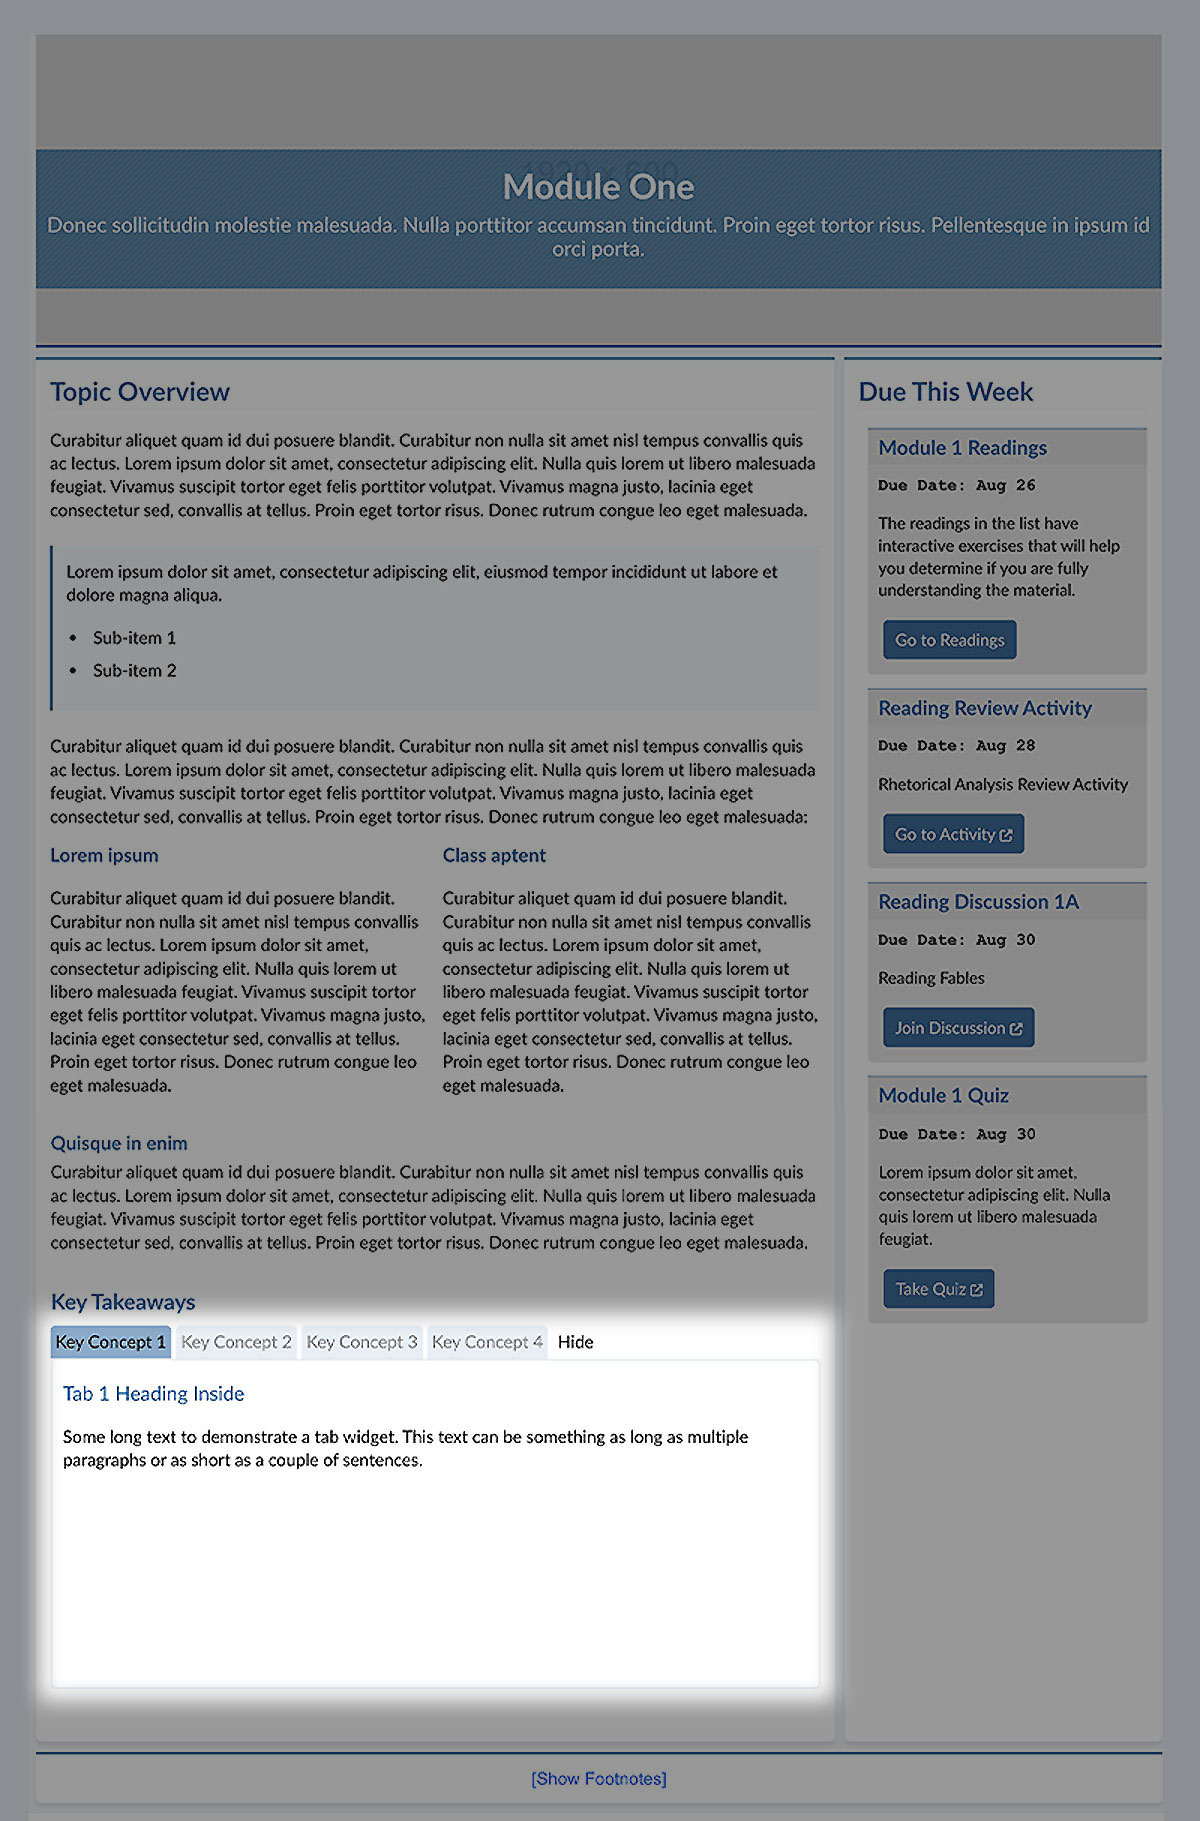 1920 x 600
Module One
Donec sollicitudin molestie malesuada. Nulla porttitor accumsan tincidunt. Proin eget tortor risus. Pellentesque in ipsum id
orci porta.
Topic Overview
Curabitur aliquet quam id dui posuere blandit. Curabitur non nulla sit amet nisl tempus convallis quis
ac lectus. Lorem ipsum dolor sit amet, consectetur adipiscing elit. Nulla quis lorem ut libero malesuada
feugiat. Vivamus suscipit tortor eget felis porttitor volutpat. Vivamus magna justo, lacinia eget
consectetur sed, convallis at tellus. Proin eget tortor risus. Donec rutrum congue leo eget malesuada.
Lorem ipsum dolor sit amet, consectetur adipiscing elit, eiusmod tempor incididunt ut labore et
dolore magna aliqua.
• Sub-item 1
• Sub-item 2
Curabitur aliquet quam id dui posuere blandit. Curabitur non nulla sit amet nisl tempus convallis quis
ac lectus. Lorem ipsum dolor sit amet, consectetur adipiscing elit. Nulla quis lorem ut libero malesuada
feugiat. Vivamus suscipit tortor eget felis porttitor volutpat. Vivamus magna justo, lacinia eget
consectetur sed, convallis at tellus. Proin eget tortor risus. Donec rutrum congue leo eget malesuada:
Lorem ipsum
Curabitur aliquet quam id dui posuere blandit.
Curabitur non nulla sit amet nisl tempus convallis
quis ac lectus. Lorem ipsum dolor sit amet,
consectetur adipiscing elit. Nulla quis lorem ut
libero malesuada feugiat. Vivamus suscipit tortor
eget felis porttitor volutpat. Vivamus magna justo,
lacinia eget consectetur sed, convallis at tellus.
Proin eget tortor risus. Donec rutrum congue leo
eget malesuada.
Class aptent
Curabitur aliquet quam id dui posuere blandit.
Curabitur non nulla sit amet nisl tempus convallis
quis ac lectus. Lorem ipsum dolor sit amet,
consectetur adipiscing elit. Nulla quis lorem ut
libero malesuada feugiat. Vivamus suscipit tortor
eget felis porttitor volutpat. Vivamus magna justo,
lacinia eget consectetur sed, convallis at tellus.
Proin eget tortor risus. Donec rutrum congue leo
eget malesuada.
Quisque in enim
Curabitur aliquet quam id dui posuere blandit. Curabitur non nulla sit amet nisl tempus convallis quis
ac lectus. Lorem ipsum dolor sit amet, consectetur adipiscing elit. Nulla quis lorem ut libero malesuada
feugiat. Vivamus suscipit tortor eget felis porttitor volutpat. Vivamus magna justo, lacinia eget
consectetur sed, convallis at tellus. Proin eget tortor risus. Donec rutrum congue leo eget malesuada.
Key Takeaways
Key Concept 1 Key Concept 2 Key Concept 3 Key Concept 4 Hide
Tab 1 Heading Inside
Some long text to demonstrate a tab widget. This text can be something as long as multiple
paragraphs or as short as a couple of sentences.
Due This Week
Module 1 Readings
Due Date: Aug 26
The readings in the list have
interactive exercises that will help
you determine if you are fully
understanding the material.
Go to Readings
Reading Review Activity
Due Date: Aug 28
Rhetorical Analysis Review Activity
Go to Activity
Reading Discussion 1A
Due Date: Aug 30
Reading Fables
Join Discussion
Module 1 Quiz
Due Date: Aug 30
Lorem ipsum dolor sit amet,
consectetur adipiscing elit. Nulla
quis lorem ut libero malesuada
feugiat.
Take Quiz
[Show Footnotes]